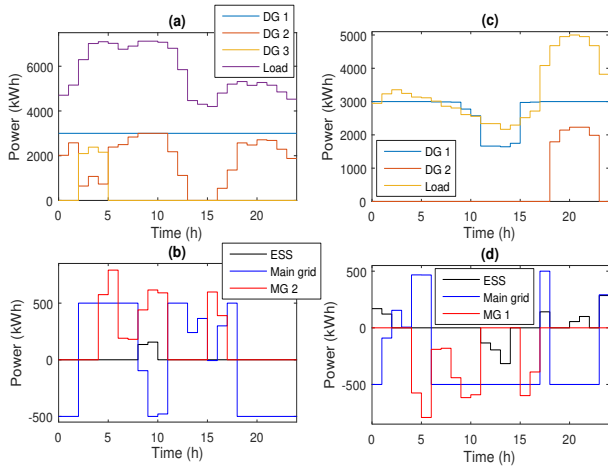 (a)
DG 1
DG 2
DG 3
Load
Power (kWh)
6000
4000
2000
0
0
5
10
15
20
Time (h)
(c)
5000
4000
3000
2000
1000
0
Power (kWh)
DG 1
DG 2
Load
0
5
10
15
20
Time (h)
(b)
ESS
Main grid
MG 2
Power (kWh)
500
0
-500
0
5
10
15
20
Time (h)
(d)
ESS
Main grid
MG 1
Power (kWh)
500
0
-500
0
5
10
15
20
Time (h)